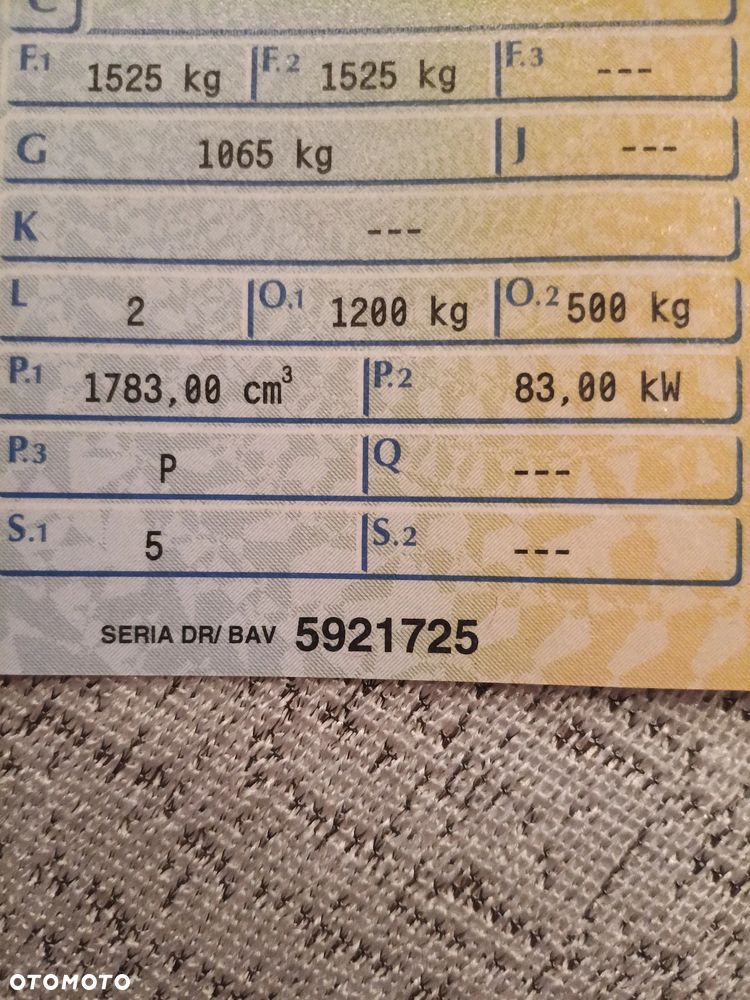 C
F.1 1525 kg F.2 1525 kg F.3 ---
G 1065 kg J ---
K ---
L 2 O.1 1200 kg O.2 500 kg
P.1 1783,00 cm³ P.2 83,00 kW
P.3 P Q ---
S.1 5 S.2 ---
SERIA DR/ BAV 5921725
OTOMOTO